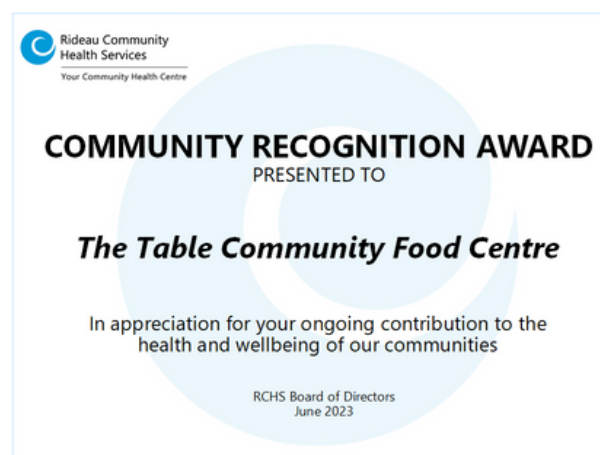 Rideau Community
Health Services
Your Community Health Centre
COMMUNITY RECOGNITION AWARD
PRESENTED TO
The Table Community Food Centre
In appreciation for your ongoing contribution to the
health and wellbeing of our communities
RCHS Board of Directors
June 2023